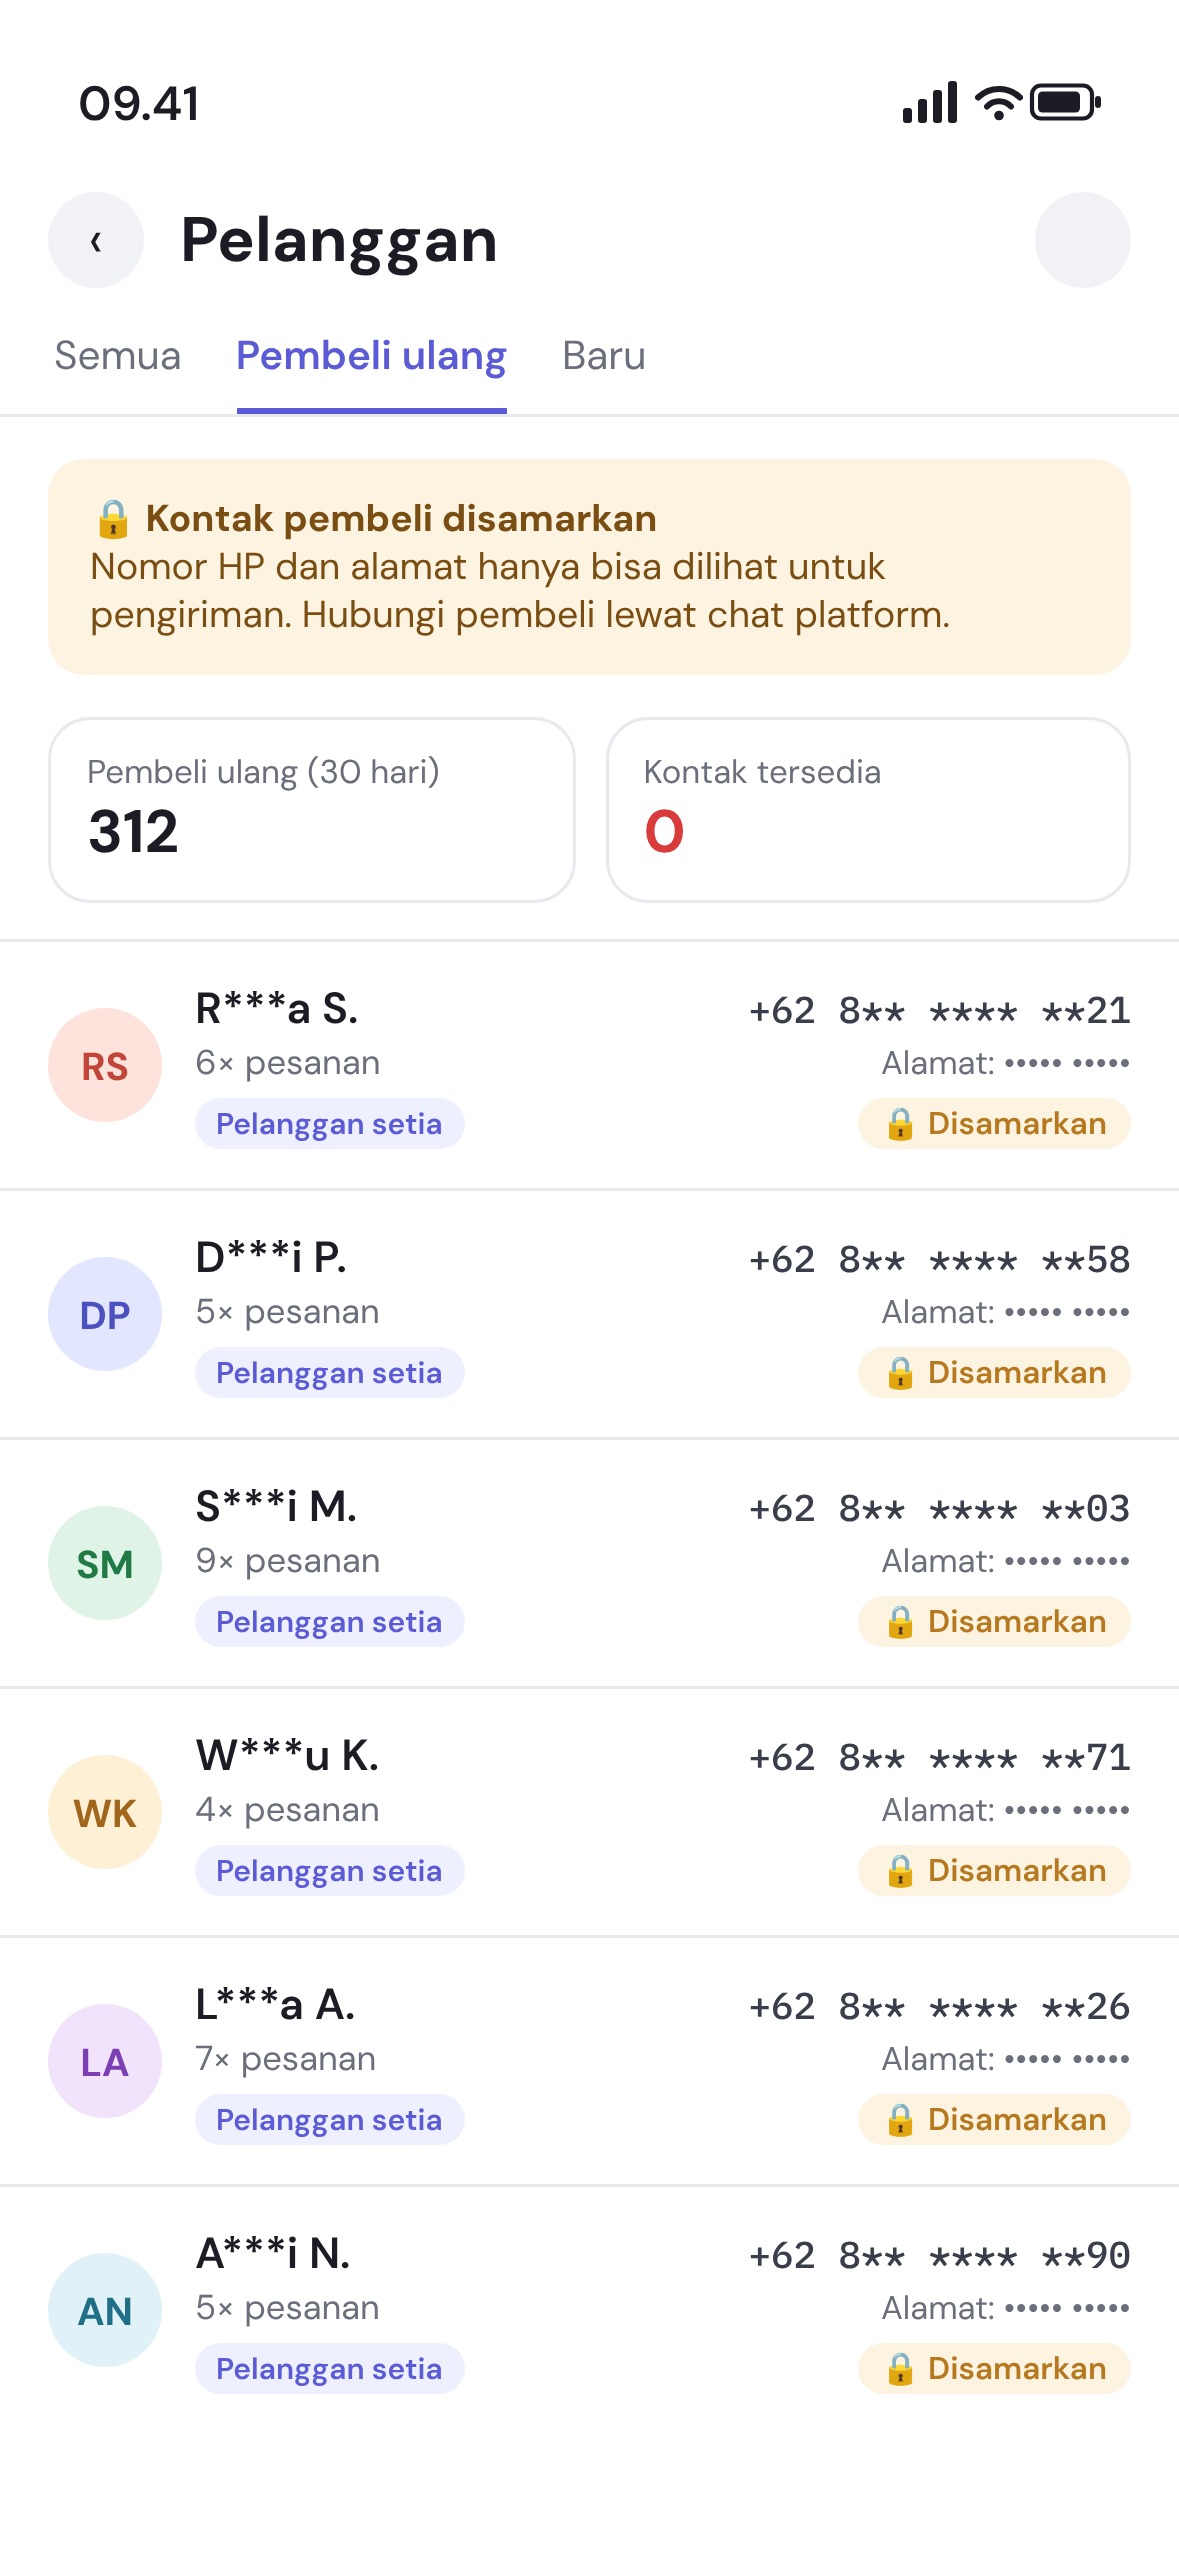 09.41
‹ Pelanggan
Semua Pembeli ulang Baru
🔒 Kontak pembeli disamarkan
Nomor HP dan alamat hanya bisa dilihat untuk
pengiriman. Hubungi pembeli lewat chat platform.
Pembeli ulang (30 hari)
312
Kontak tersedia
0
RS
R***a S.
6× pesanan
Pelanggan setia
+62 8** **** **21
Alamat: ••••• •••••
🔒 Disamarkan
DP
D***i P.
5× pesanan
Pelanggan setia
+62 8** **** **58
Alamat: ••••• •••••
🔒 Disamarkan
SM
S***i M.
9× pesanan
Pelanggan setia
+62 8** **** **03
Alamat: ••••• •••••
🔒 Disamarkan
WK
W***u K.
4× pesanan
Pelanggan setia
+62 8** **** **71
Alamat: ••••• •••••
🔒 Disamarkan
LA
L***a A.
7× pesanan
Pelanggan setia
+62 8** **** **26
Alamat: ••••• •••••
🔒 Disamarkan
AN
A***i N.
5× pesanan
Pelanggan setia
+62 8** **** **90
Alamat: ••••• •••••
🔒 Disamarkan